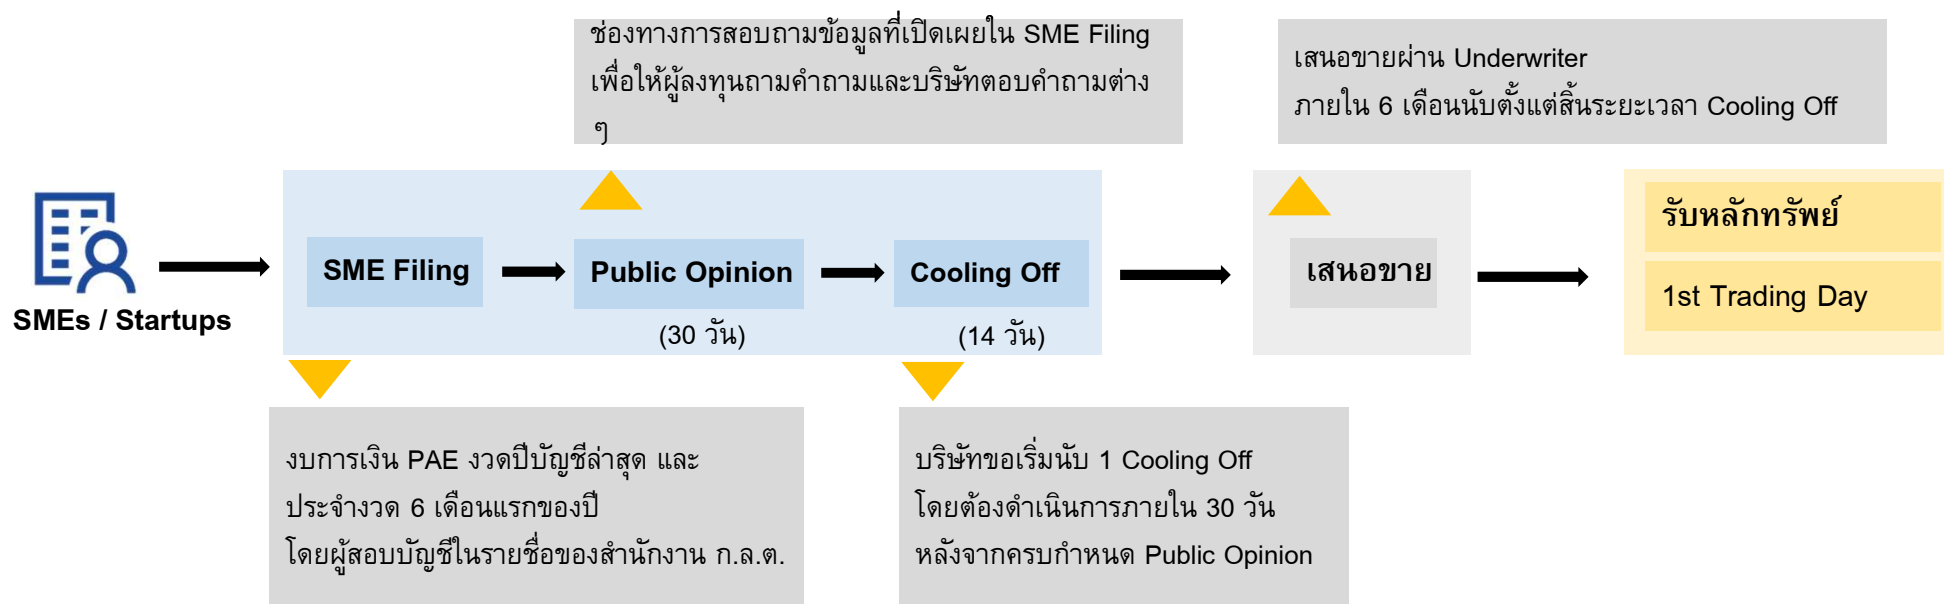 ช่องทางการสอบถามข้อมูลที่เปิดเผยใน SME Filing
เพื่อให้ผู้ลงทุนถามคำถามและบริษัทตอบคำถามต่าง
ๆ
เสนอขายผ่าน Underwriter
ภายใน 6 เดือนนับตั้งแต่สิ้นระยะเวลา Cooling Off
SMEs / Startups
SME Filing
Public Opinion
(30 วัน)
Cooling Off
(14 วัน)
เสนอขาย
รับหลักทรัพย์
1st Trading Day
งบการเงิน PAE งวดปีบัญชีล่าสุด และ
ประจำงวด 6 เดือนแรกของปี
โดยผู้สอบบัญชีในรายชื่อของสำนักงาน ก.ล.ต.
บริษัทขอเริ่มนับ 1 Cooling Off
โดยต้องดำเนินการภายใน 30 วัน
หลังจากครบกำหนด Public Opinion